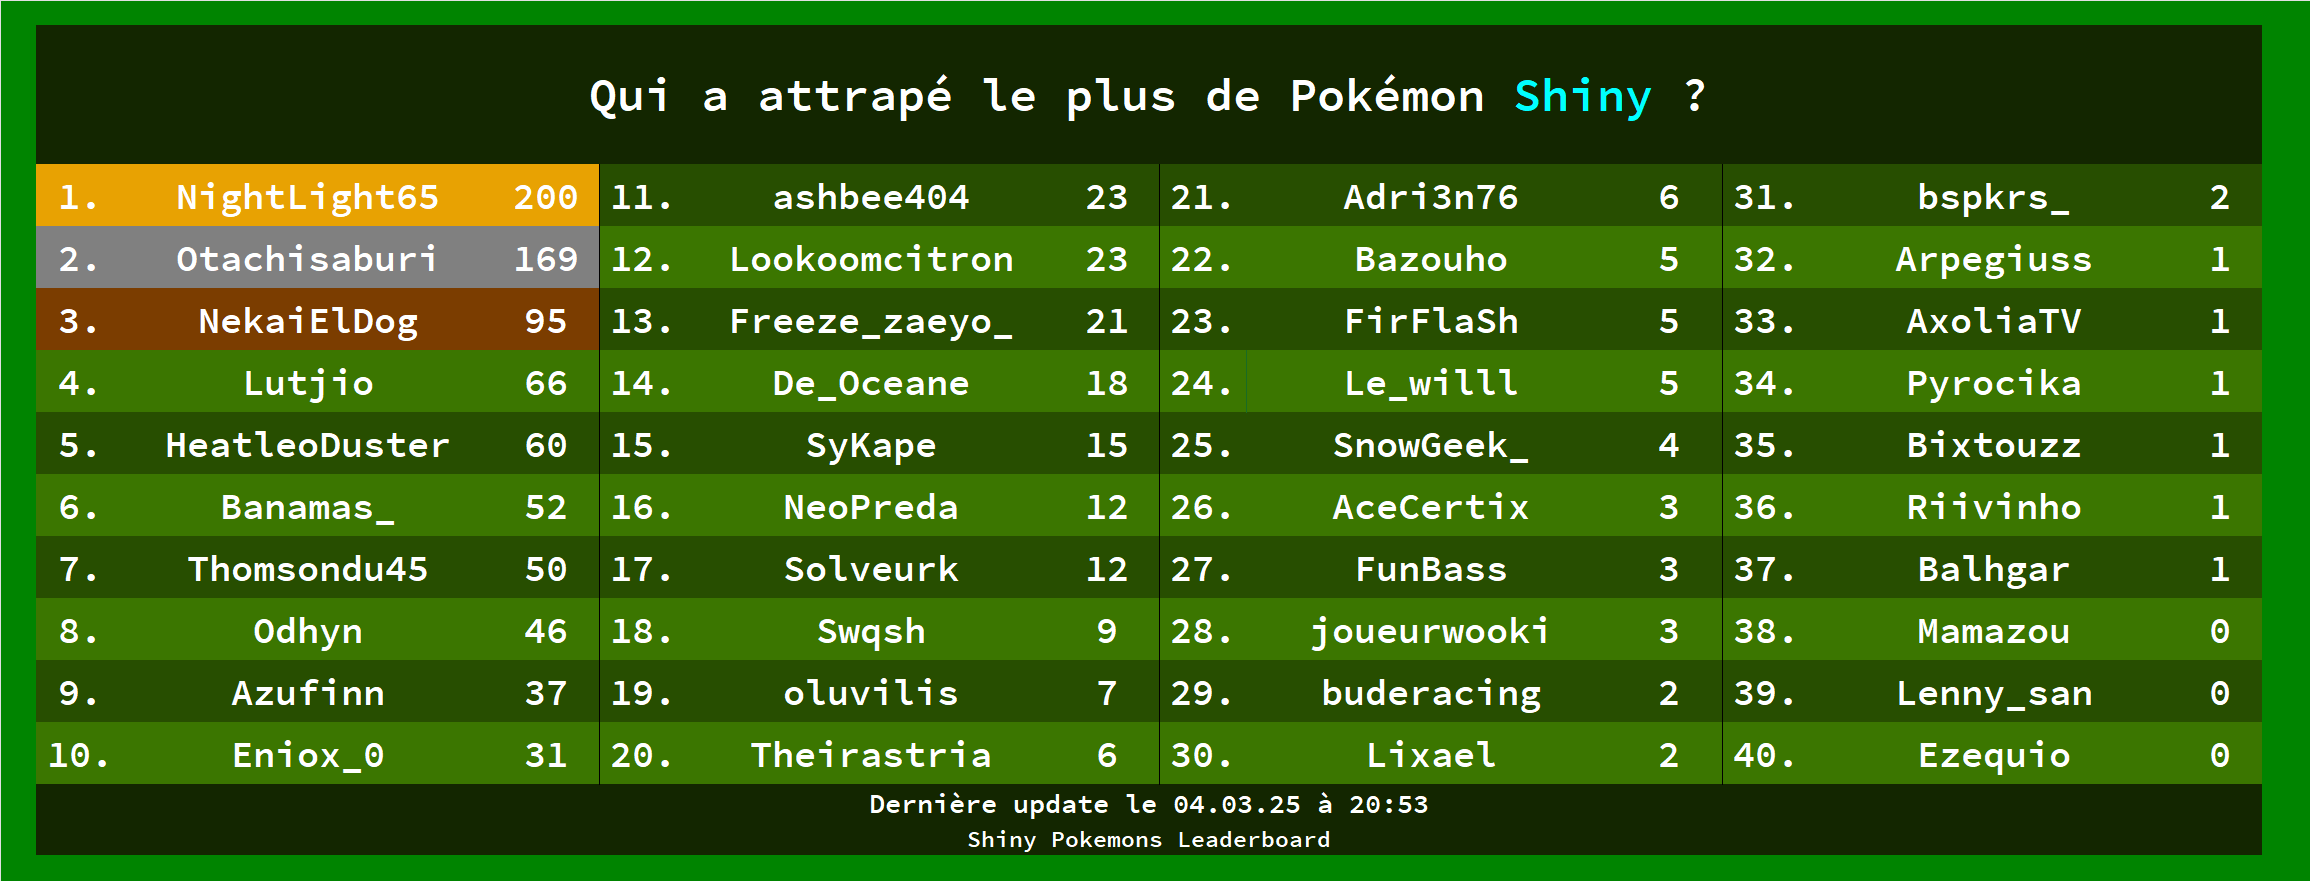 Qui a attrapé le plus de Pokémon Shiny ?
1. NightLight65 200
2. Otachisaburi 169
3. NekaiElDog 95
4. Lutjio 66
5. HeatleoDuster 60
6. Banamas_ 52
7. Thomsondu45 50
8. Odhyn 46
9. Azufinn 37
10. Eniox_0 31
11. ashbee404 23
12. Lookoomcitron 23
13. Freeze_zaeyo_ 21
14. De_Oceane 18
15. SyKape 15
16. NeoPreda 12
17. Solveurk 12
18. Swqsh 9
19. oluvilis 7
20. Theirastria 6
21. Adri3n76 6
22. Bazouho 5
23. FirFlaSh 5
24. Le_willl 5
25. SnowGeek_ 4
26. AceCertix 3
27. FunBass 3
28. joueurwooki 3
29. buderacing 2
30. Lixael 2
31. bspkrs_ 2
32. Arpegiuss 1
33. AxoliaTV 1
34. Pyrocika 1
35. Bixtouzz 1
36. Riivinho 1
37. Balhgar 1
38. Mamazou 0
39. Lenny_san 0
40. Ezequio 0
Dernière update le 04.03.25 à 20:53
Shiny Pokemons Leaderboard